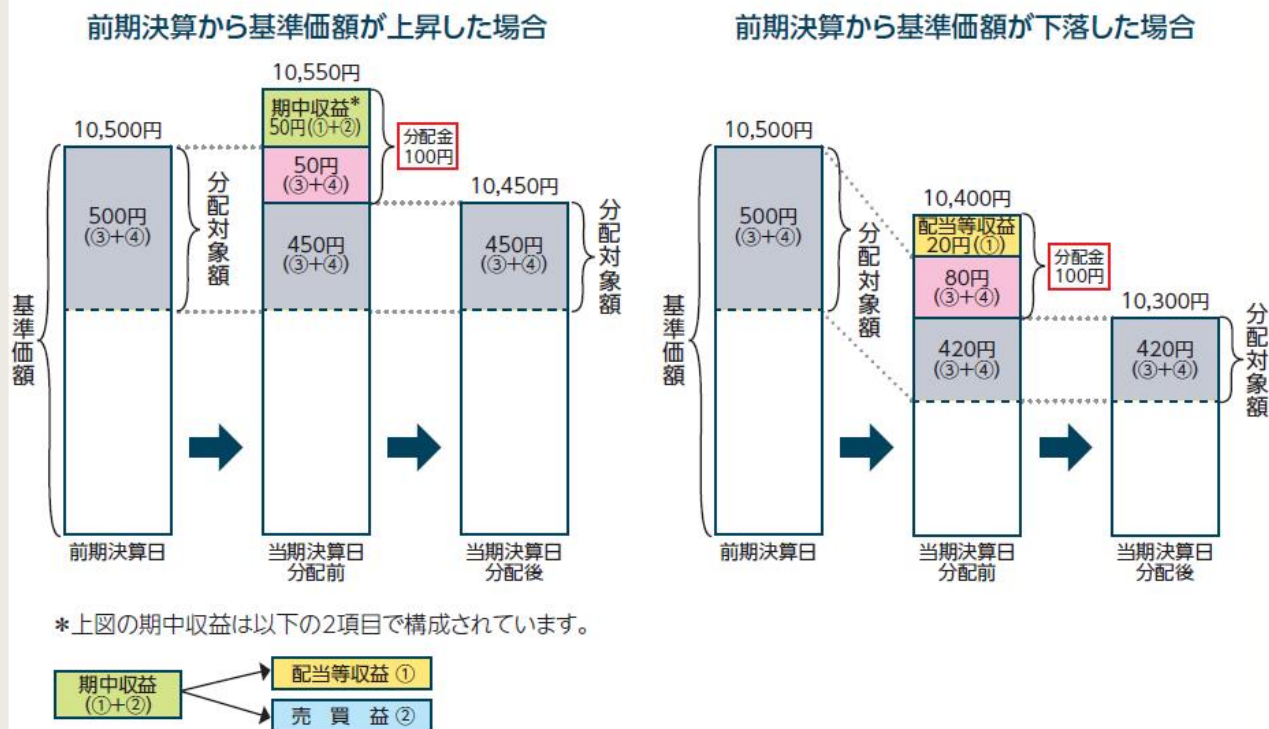 前期決算から基準価額が上昇した場合
10,550円
期中収益*
50円(①+②)
分配金
100円
10,500円
50円
(③+④)
10,450円
500円
(③+④)
分配対象額
450円
(③+④)
450円
(③+④)
分配対象額
基準価額
前期決算日
当期決算日
分配前
当期決算日
分配後
前期決算から基準価額が下落した場合
10,500円
10,400円
500円
(③+④)
分配対象額
配当等収益
20円(①)
分配金
100円
80円
(③+④)
10,300円
420円
(③+④)
420円
(③+④)
分配対象額
基準価額
前期決算日
当期決算日
分配前
当期決算日
分配後
*上図の期中収益は以下の2項目で構成されています。
期中収益
(①+②)
配当等収益 ①
売 買 益 ②